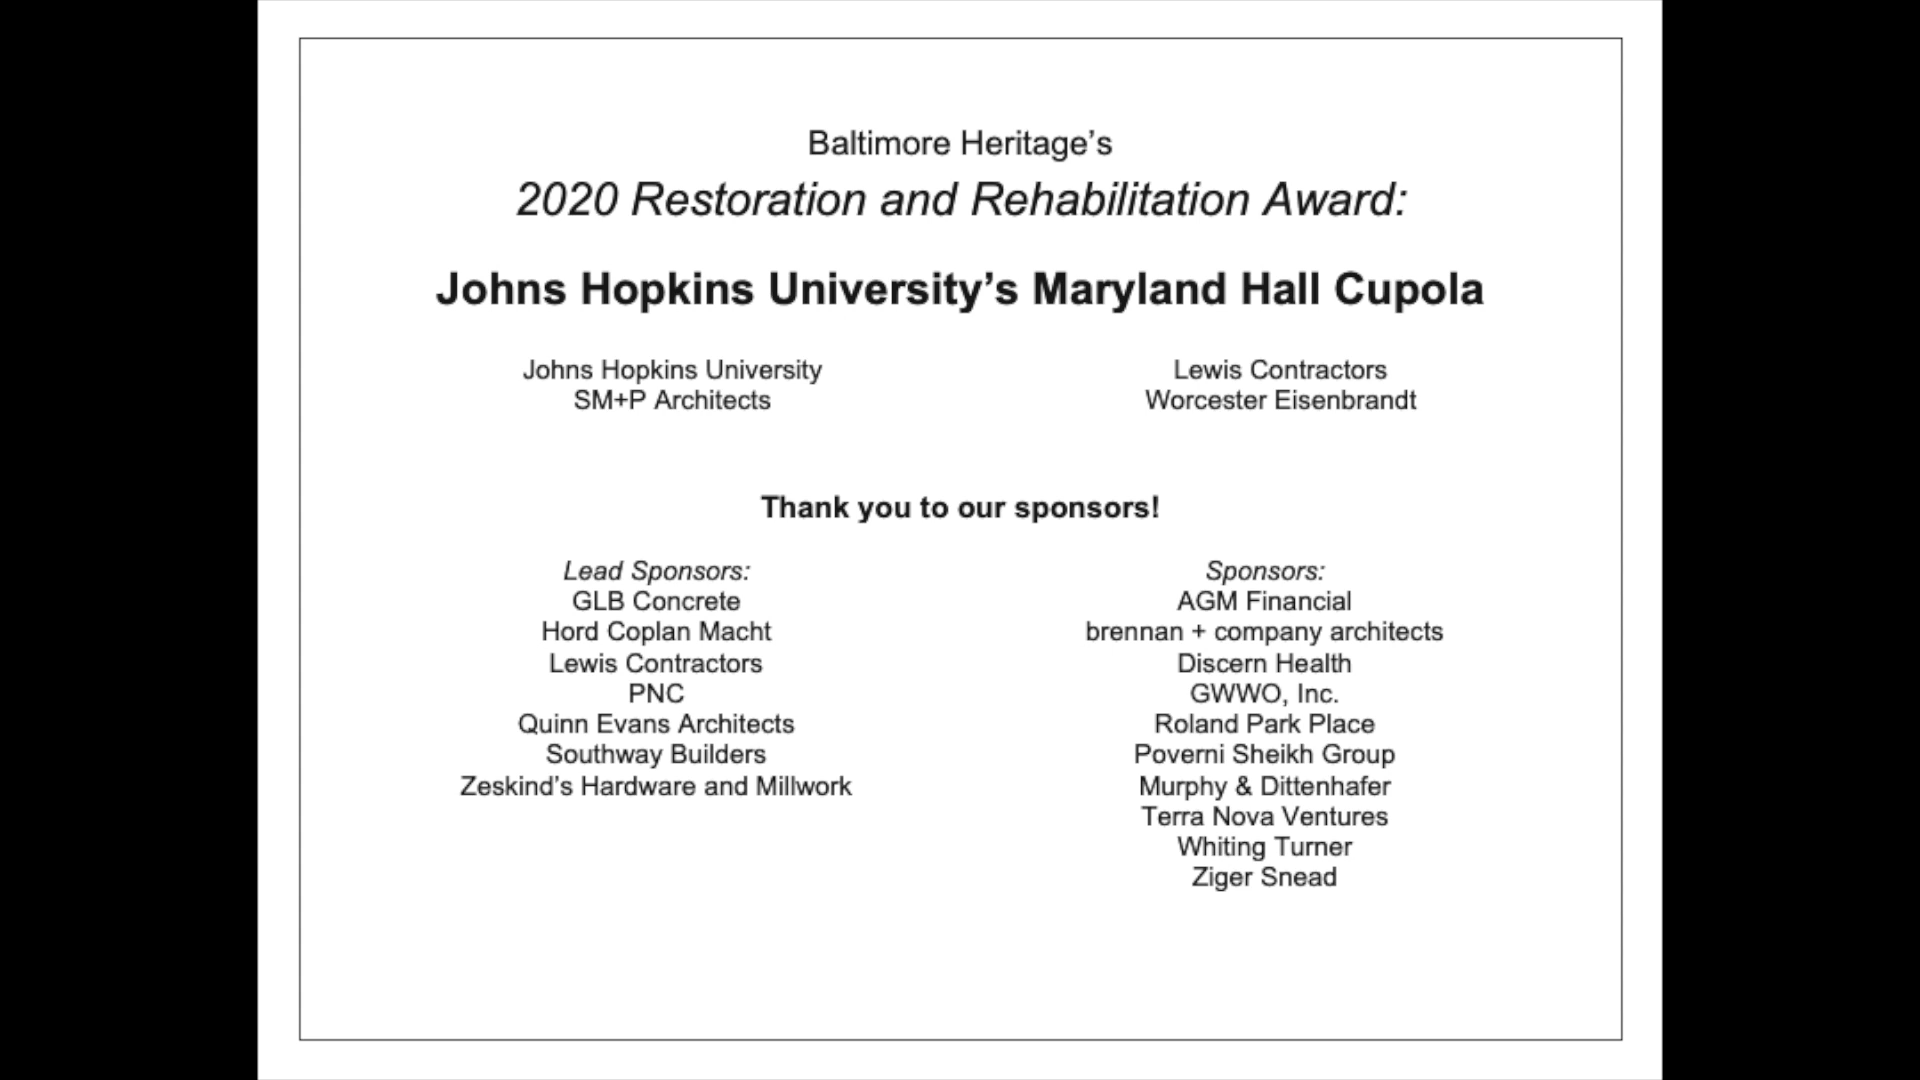 Baltimore Heritage’s
2020 Restoration and Rehabilitation Award:
Johns Hopkins University’s Maryland Hall Cupola
Johns Hopkins University
SM+P Architects
Lewis Contractors
Worcester Eisenbrandt
Thank you to our sponsors!
Lead Sponsors:
GLB Concrete
Hord Coplan Macht
Lewis Contractors
PNC
Quinn Evans Architects
Southway Builders
Zeskind’s Hardware and Millwork
Sponsors:
AGM Financial
brennan + company architects
Discern Health
GWWO, Inc.
Roland Park Place
Poverni Sheikh Group
Murphy & Dittenhafer
Terra Nova Ventures
Whiting Turner
Ziger Snead